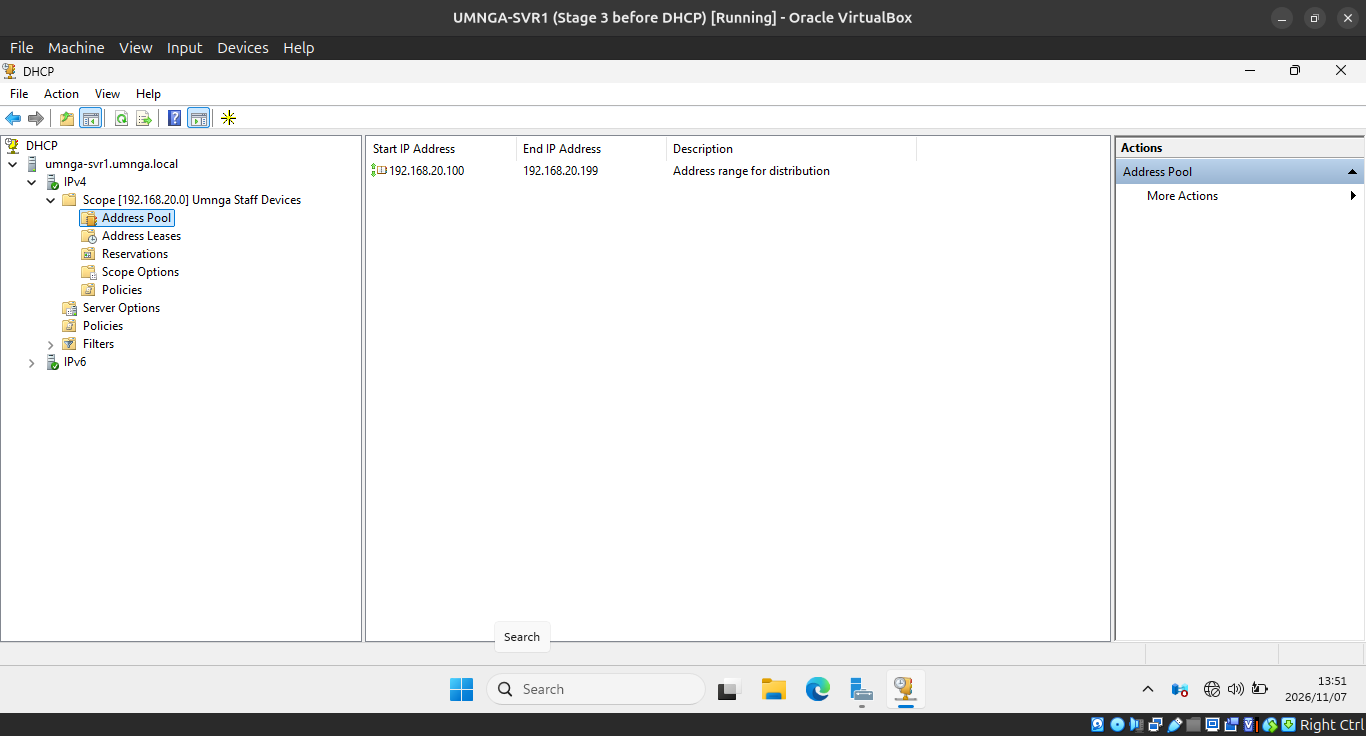 UMNGA-SVR1 (Stage 3 before DHCP) [Running] - Oracle VirtualBox
File Machine View Input Devices Help
DHCP
File Action View Help
DHCP
umnga-svr1.umnga.local
IPv4
Scope [192.168.20.0] Umnga Staff Devices
Address Pool
Address Leases
Reservations
Scope Options
Policies
Server Options
Policies
Filters
IPv6
Start IP Address End IP Address Description
192.168.20.100 192.168.20.199 Address range for distribution
Actions
Address Pool
More Actions
Search
Search
13:51
2026/11/07
Right Ctrl